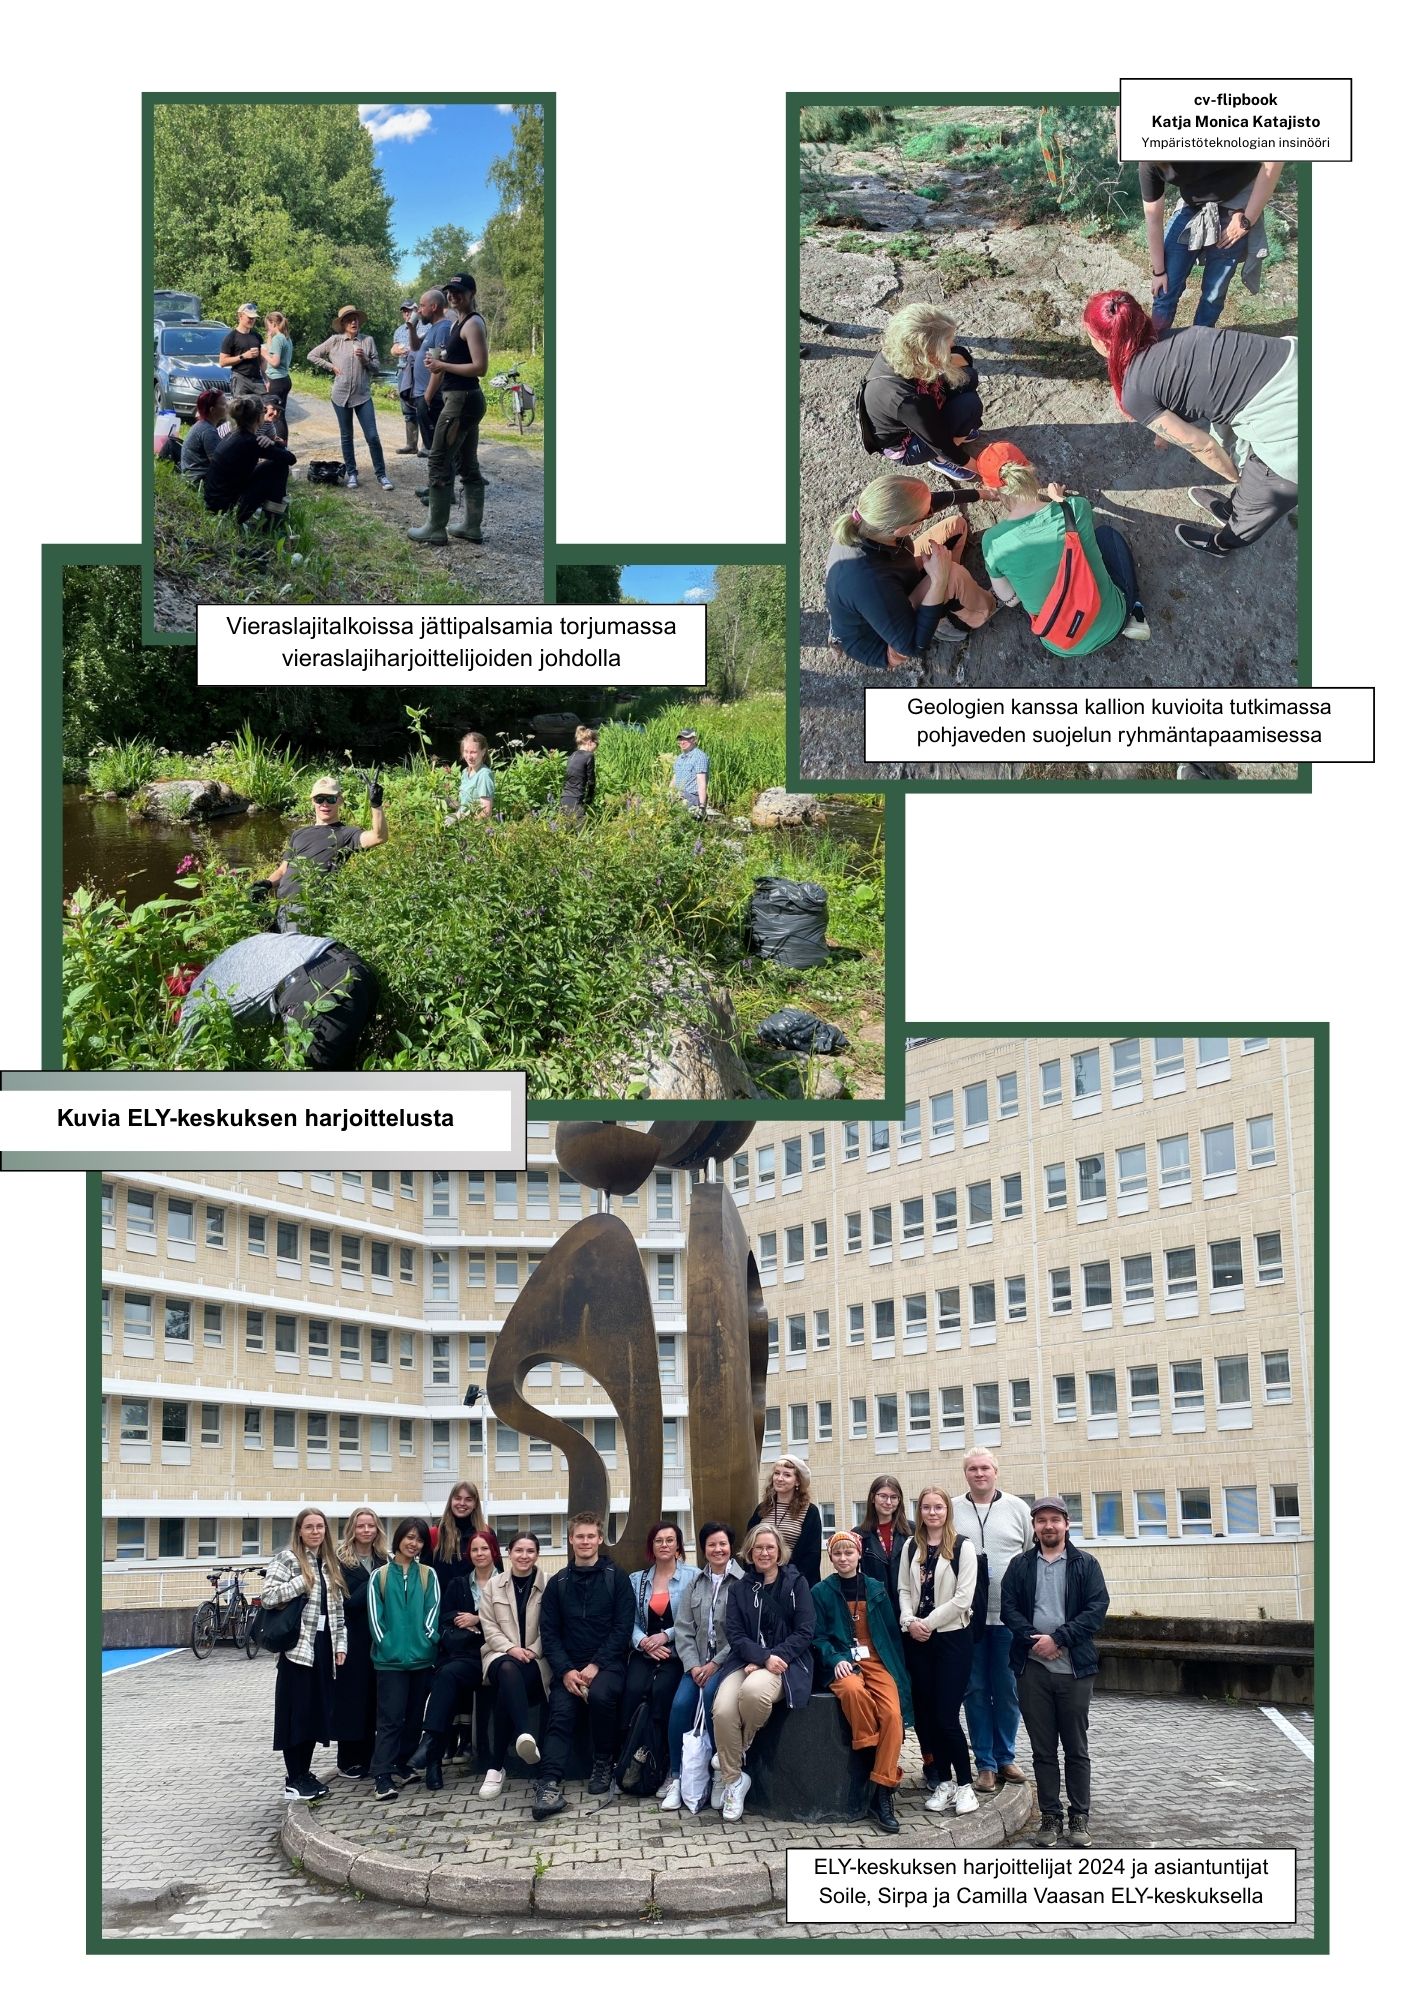 cv-flipbook
Katja Monica Katajisto
Ympäristöteknologian insinööri
Vieraslajitalkoissa jättipalsamia torjumassa
vieraslajiharjoittelijoiden johdolla
Geologien kanssa kallion kuvioita tutkimassa
pohjaveden suojelun ryhmäntapaamisessa
Kuvia ELY-keskuksen harjoittelusta
ELY-keskuksen harjoittelijat 2024 ja asiantuntijat
Soile, Sirpa ja Camilla Vaasan ELY-keskuksella